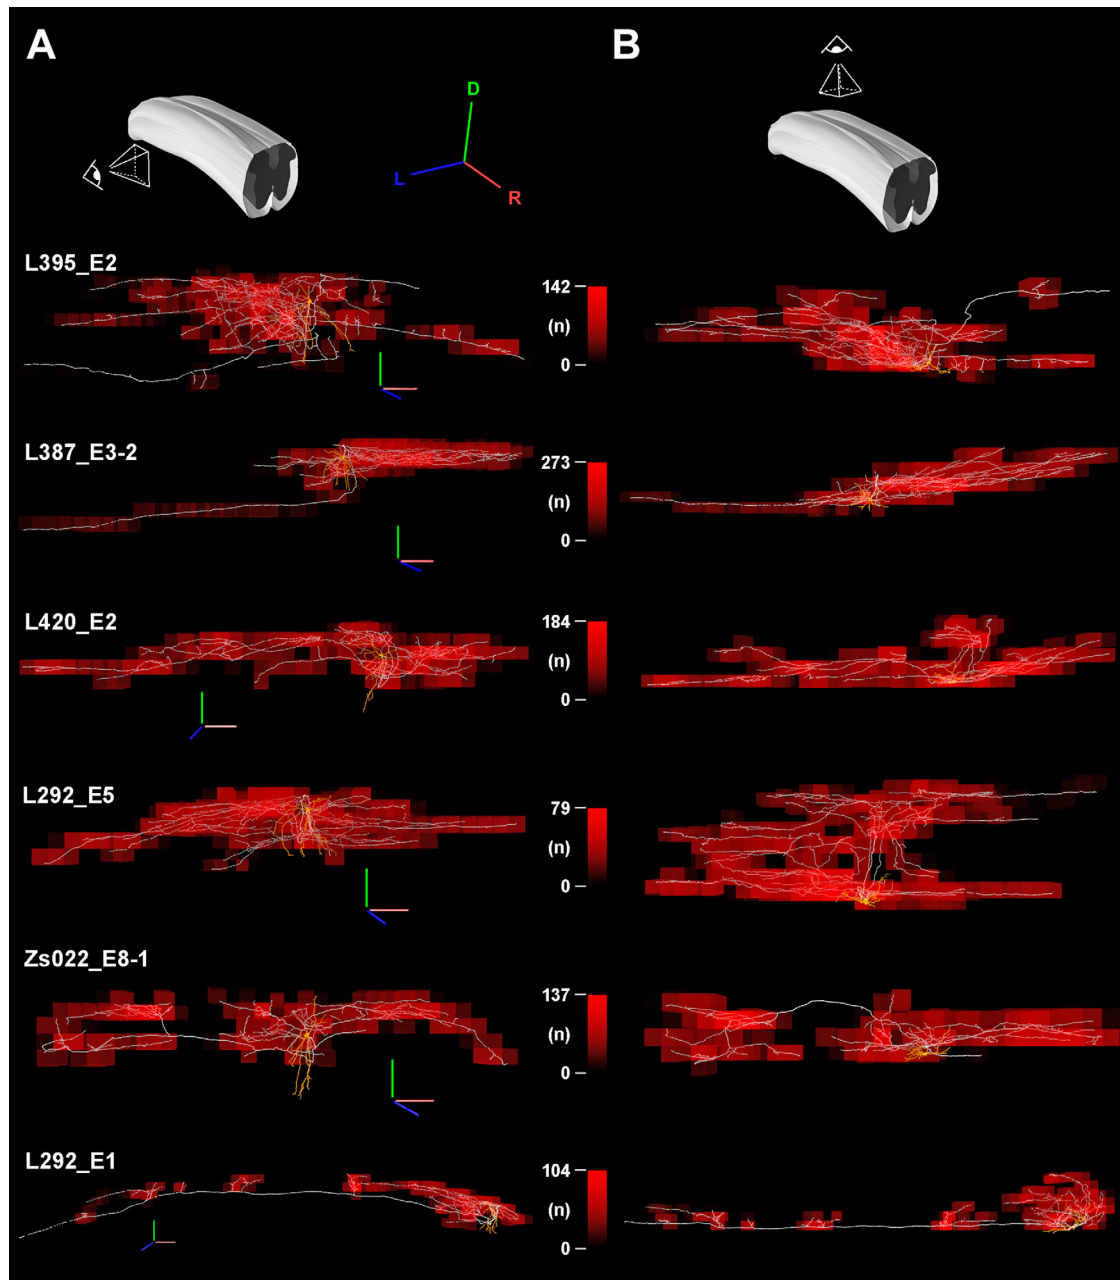 A
B
D
L
R
L395_E2
142
(n)
0
L387_E3-2
273
(n)
0
L420_E2
184
(n)
0
L292_E5
79
(n)
0
Zs022_E8-1
137
(n)
0
L292_E1
104
(n)
0